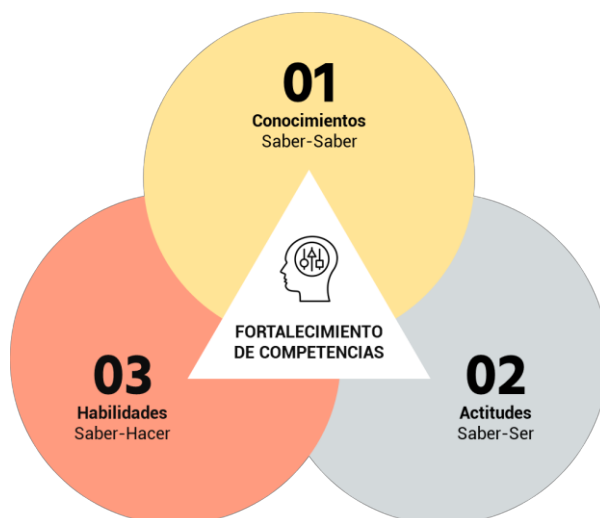 01
Conocimientos
Saber-Saber
FORTALECIMIENTO
DE COMPETENCIAS
03
Habilidades
Saber-Hacer
02
Actitudes
Saber-Ser